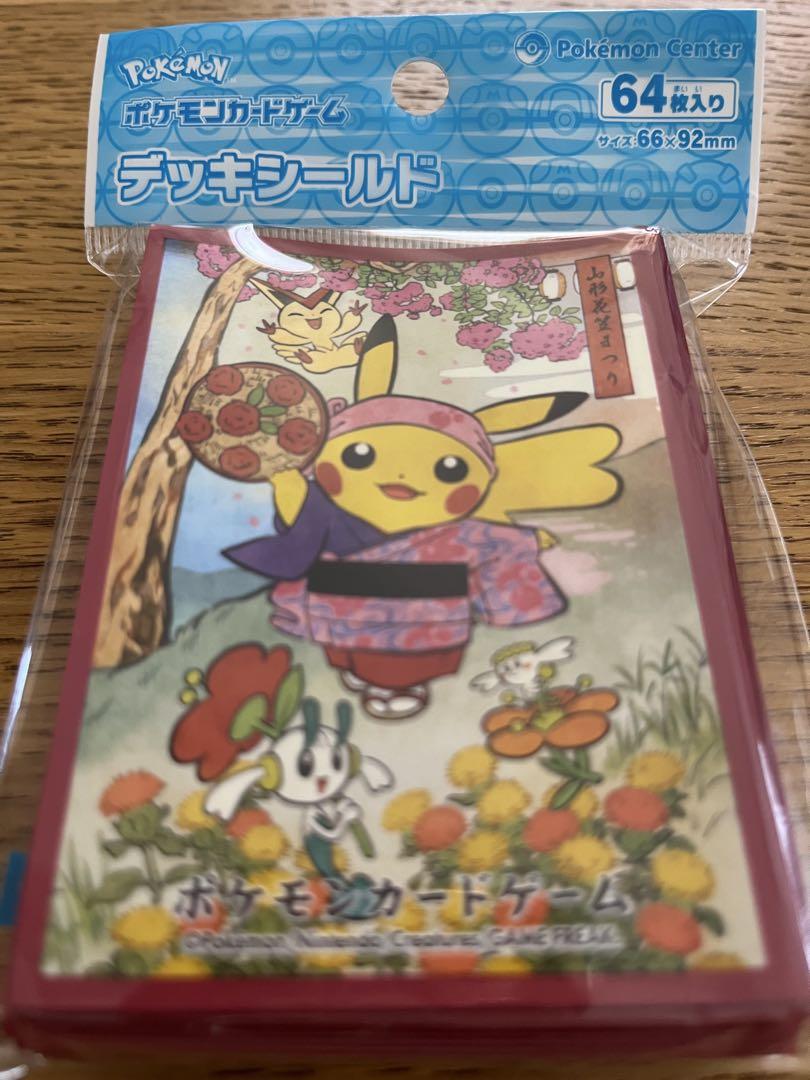 POKÉMON
ポケモンカードゲーム
デッキシールド
Pokémon Center
64枚入り
まいい
サイズ:66×92mm
山形花笠まつり
ポケモンカードゲーム
©Pokémon, Nintendo, Creatures, GAME FREAK.